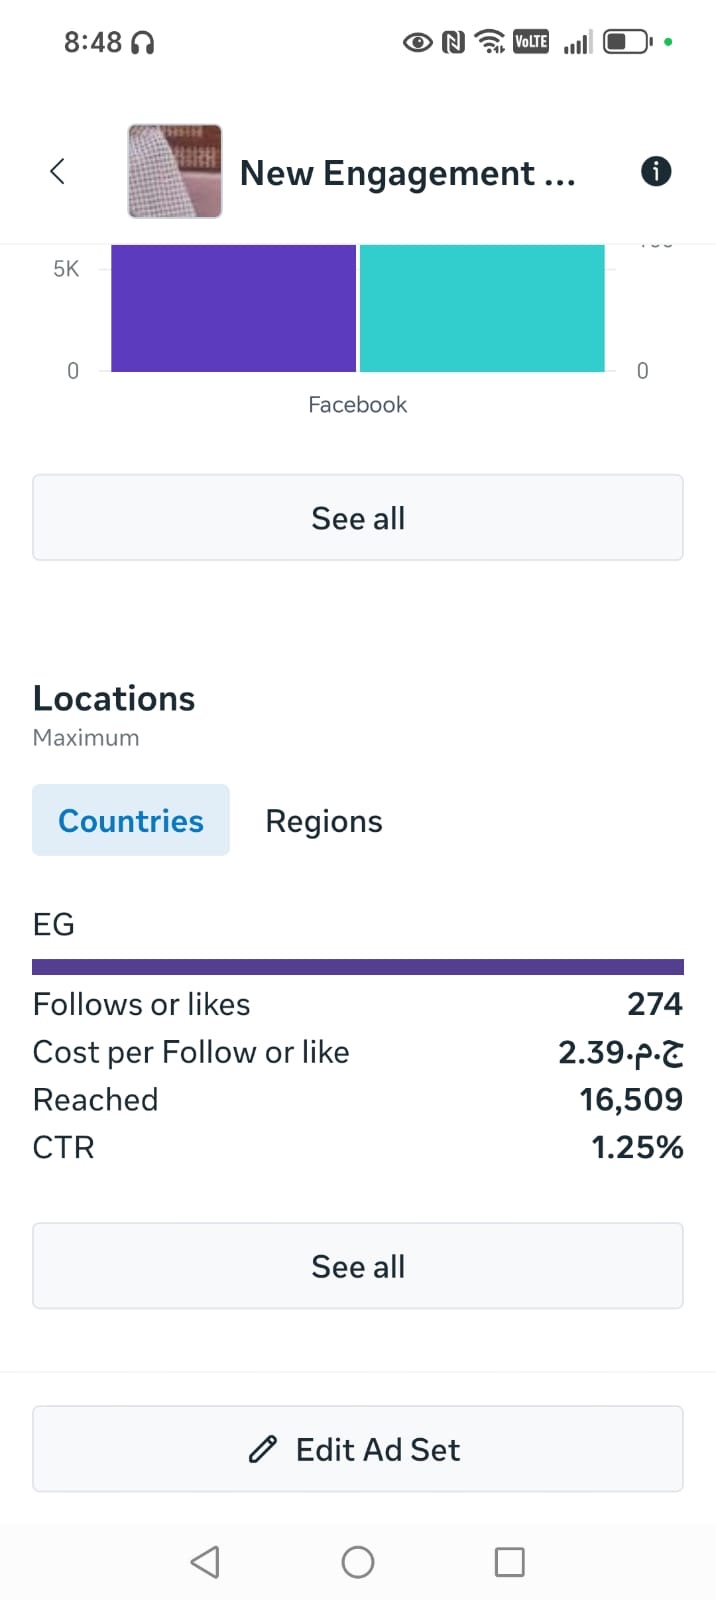 8:48
VoLTE
New Engagement ...
5K
0
0
Facebook
See all
Locations
Maximum
Countries
Regions
EG
Follows or likes 274
Cost per Follow or like ج.م.2.39
Reached 16,509
CTR 1.25%
See all
Edit Ad Set